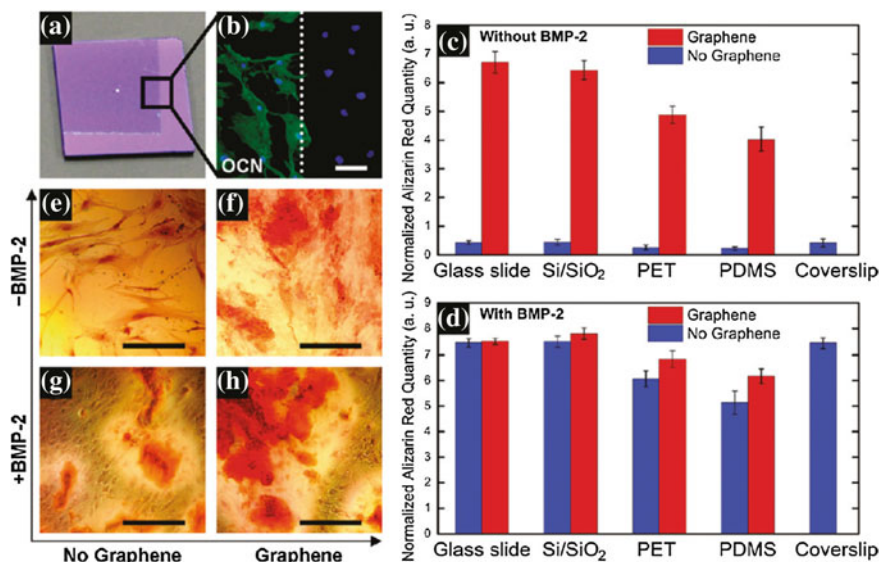 (a)
(b)
OCN
(c) Without BMP-2
Graphene
No Graphene
Normalized Alizarin Red Quantity (a. u.)
8
7
6
5
4
3
2
1
0
Glass slide Si/SiO₂ PET PDMS Coverslip
(d) With BMP-2
Graphene
No Graphene
Normalized Alizarin Red Quantity (a. u.)
9
8
7
6
5
4
3
2
1
0
Glass slide Si/SiO₂ PET PDMS Coverslip
(e)
(f)
−BMP-2
(g)
(h)
+BMP-2
No Graphene Graphene